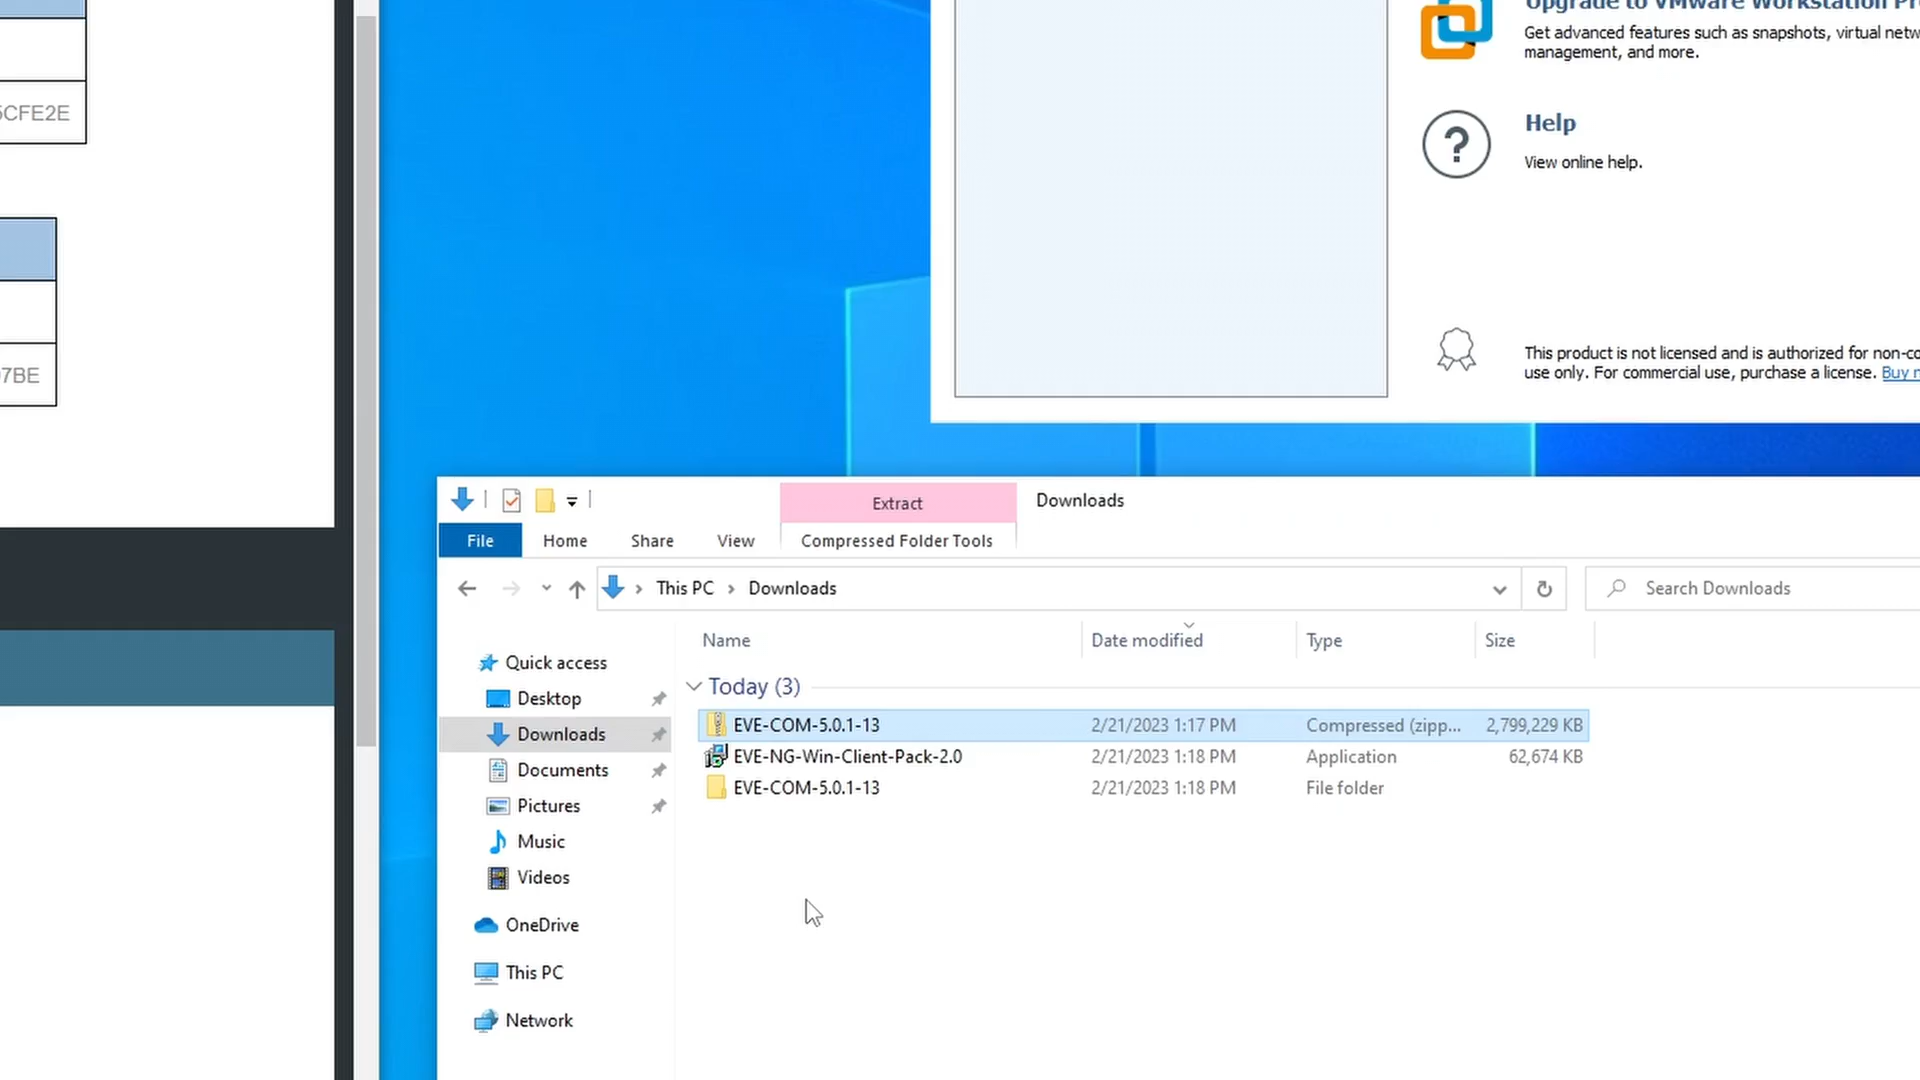 5CFE2E
7BE
Upgrade to VMware Workstation Pr
Get advanced features such as snapshots, virtual netw
management, and more.
Help
View online help.
This product is not licensed and is authorized for non-co
use only. For commercial use, purchase a license. Buy n
Extract
Downloads
File
Home
Share
View
Compressed Folder Tools
This PC
Downloads
Search Downloads
Name
Date modified
Type
Size
Quick access
Desktop
Downloads
Documents
Pictures
Music
Videos
OneDrive
This PC
Network
Today (3)
EVE-COM-5.0.1-13 2/21/2023 1:17 PM Compressed (zipp... 2,799,229 KB
EVE-NG-Win-Client-Pack-2.0 2/21/2023 1:18 PM Application 62,674 KB
EVE-COM-5.0.1-13 2/21/2023 1:18 PM File folder